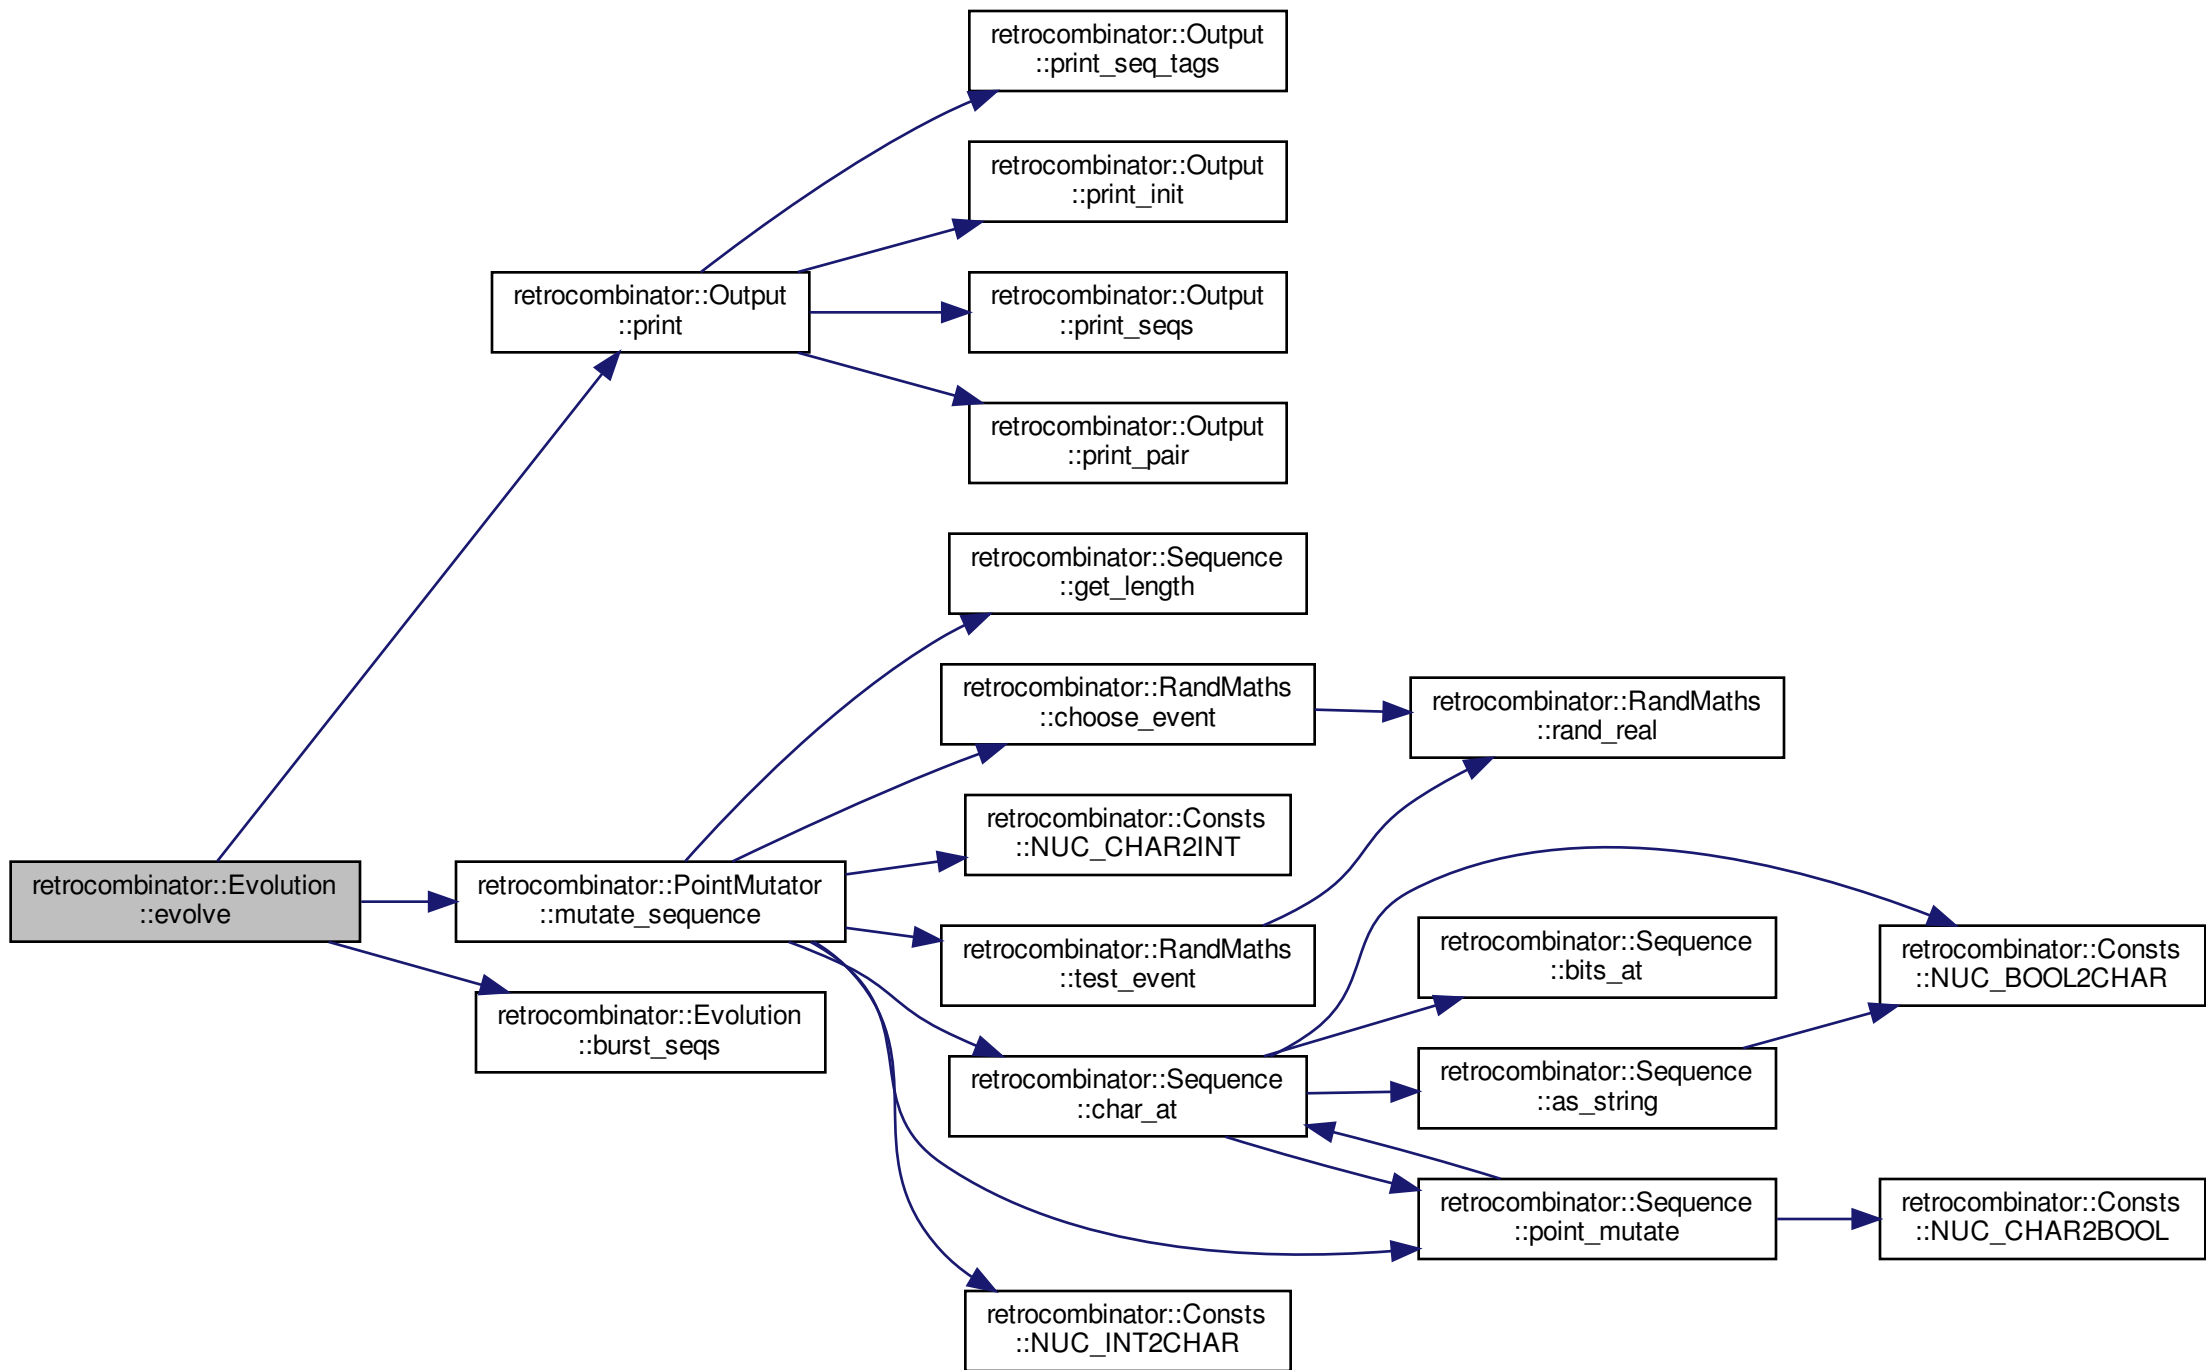 retrocombinator::Evolution
::evolve
retrocombinator::Output
::print
retrocombinator::PointMutator
::mutate_sequence
retrocombinator::Evolution
::burst_seqs
retrocombinator::Output
::print_seq_tags
retrocombinator::Output
::print_init
retrocombinator::Output
::print_seqs
retrocombinator::Output
::print_pair
retrocombinator::Sequence
::get_length
retrocombinator::RandMaths
::choose_event
retrocombinator::Consts
::NUC_CHAR2INT
retrocombinator::RandMaths
::test_event
retrocombinator::Sequence
::char_at
retrocombinator::Consts
::NUC_INT2CHAR
retrocombinator::RandMaths
::rand_real
retrocombinator::Sequence
::bits_at
retrocombinator::Sequence
::as_string
retrocombinator::Sequence
::point_mutate
retrocombinator::Consts
::NUC_BOOL2CHAR
retrocombinator::Consts
::NUC_CHAR2BOOL